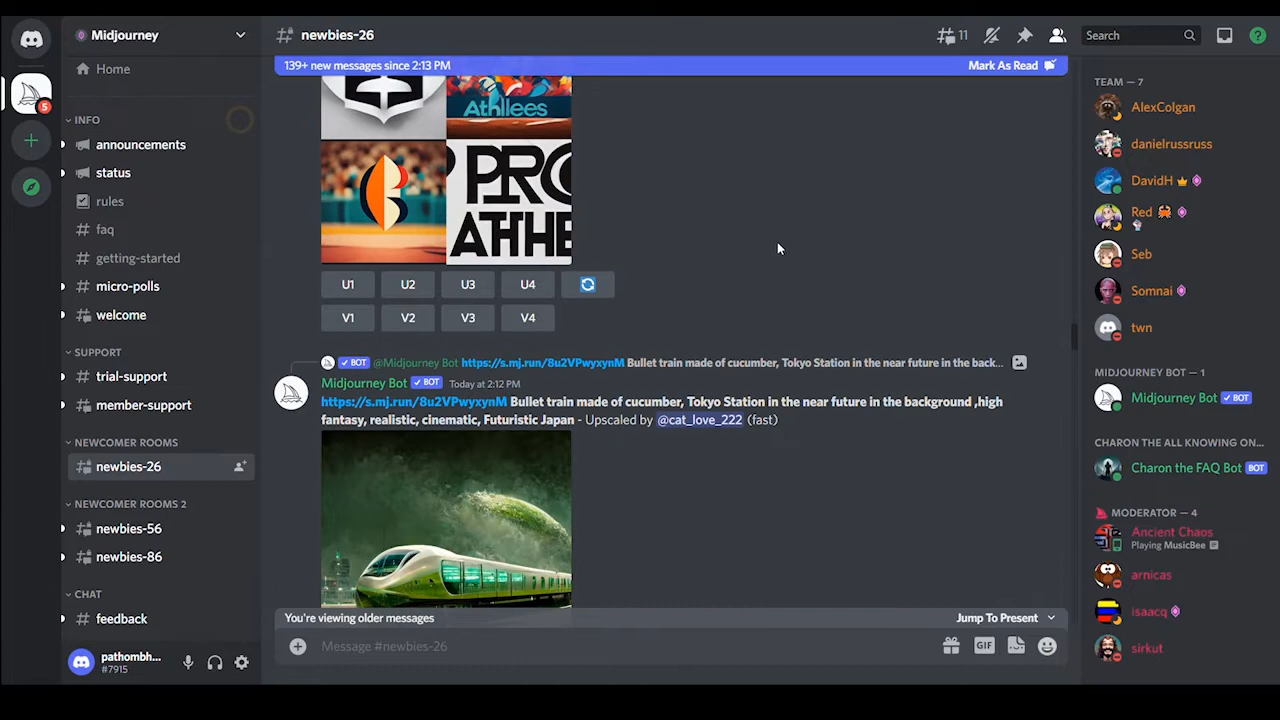 Midjourney
5
Home
INFO
announcements
status
rules
faq
getting-started
micro-polls
welcome
SUPPORT
trial-support
member-support
NEWCOMER ROOMS
newbies-26
NEWCOMER ROOMS 2
newbies-56
newbies-86
CHAT
feedback
pathombh...
#7915
newbies-26
11
Search
139+ new messages since 2:13 PM
Mark As Read
Athllees
PRO
ATHHE
U1 U2 U3 U4
V1 V2 V3 V4
BOT @Midjourney Bot https://s.mj.run/8u2VPwyxynM Bullet train made of cucumber, Tokyo Station in the near future in the back...
Midjourney Bot BOT Today at 2:12 PM
https://s.mj.run/8u2VPwyxynM Bullet train made of cucumber, Tokyo Station in the near future in the background ,high
fantasy, realistic, cinematic, Futuristic Japan - Upscaled by @cat_love_222 (fast)
You're viewing older messages
Jump To Present
Message #newbies-26
GIF
TEAM — 7
AlexColgan
danielrussruss
DavidH
Red
Seb
Somnai
twn
MIDJOURNEY BOT — 1
Midjourney Bot BOT
CHARON THE ALL KNOWING ON...
Charon the FAQ Bot BOT
MODERATOR — 4
Ancient Chaos
Playing MusicBee
arnicas
isaacq
sirkut